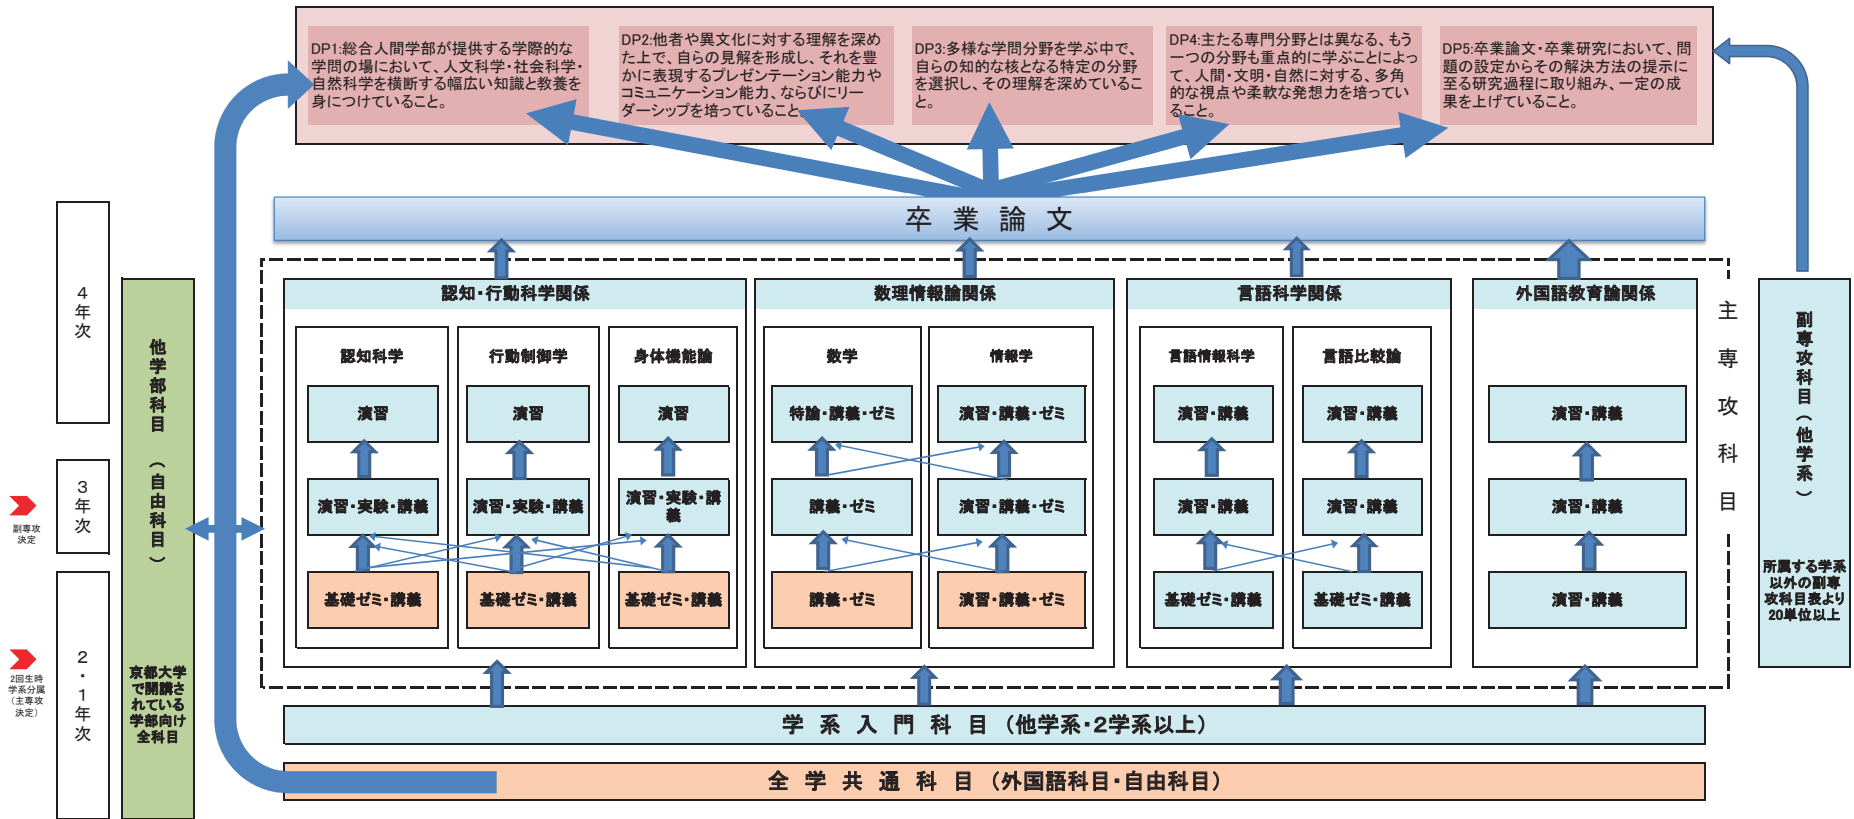 DP1:総合人間学部が提供する学際的な
学問の場において、人文科学・社会科学・
自然科学を横断する幅広い知識と教養を
身につけていること。
DP2:他者や異文化に対する理解を深め
た上で、自らの見解を形成し、それを豊
かに表現するプレゼンテーション能力や
コミュニケーション能力、ならびにリー
ダーシップを培っていること。
DP3:多様な学問分野を学ぶ中で、
自らの知的な核となる特定の分野
を選択し、その理解を深めているこ
と。
DP4:主たる専門分野とは異なる、もう
一つの分野も重点的に学ぶことによっ
て、人間・文明・自然に対する、多角
的な視点や柔軟な発想力を培ってい
ること。
DP5:卒業論文・卒業研究において、問
題の設定からその解決方法の提示に
至る研究過程に取り組み、一定の成
果を上げていること。
卒業論文
4年次
3年次
2・1年次
副専攻
決定
2回生時
学系分属
(主専攻
決定)
他学部科目(自由科目)
京都大学
で開講さ
れている
学部向け
全科目
認知・行動科学関係
認知科学
演習
演習・実験・講義
基礎ゼミ・講義
行動制御学
演習
演習・実験・講義
基礎ゼミ・講義
身体機能論
演習
演習・実験・講
義
基礎ゼミ・講義
数理情報論関係
数学
特論・講義・ゼミ
講義・ゼミ
講義・ゼミ
情報学
演習・講義・ゼミ
演習・講義・ゼミ
演習・講義・ゼミ
言語科学関係
言語情報科学
演習・講義
演習・講義
基礎ゼミ・講義
言語比較論
演習・講義
演習・講義
基礎ゼミ・講義
外国語教育論関係
演習・講義
演習・講義
演習・講義
主専攻科目
副専攻科目(他学系)
所属する学系
以外の副専
攻科目表より
20単位以上
学系入門科目(他学系・2学系以上)
全学共通科目(外国語科目・自由科目)